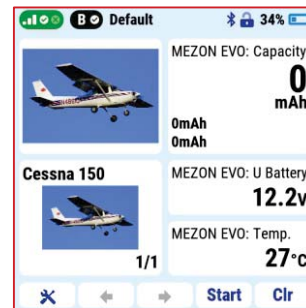 B Default 34%
MEZON EVO: Capacity
0
mAh
0mAh
0mAh
Cessna 150
1/1
MEZON EVO: U Battery
12.2V
MEZON EVO: Temp.
27°C
Start Clr